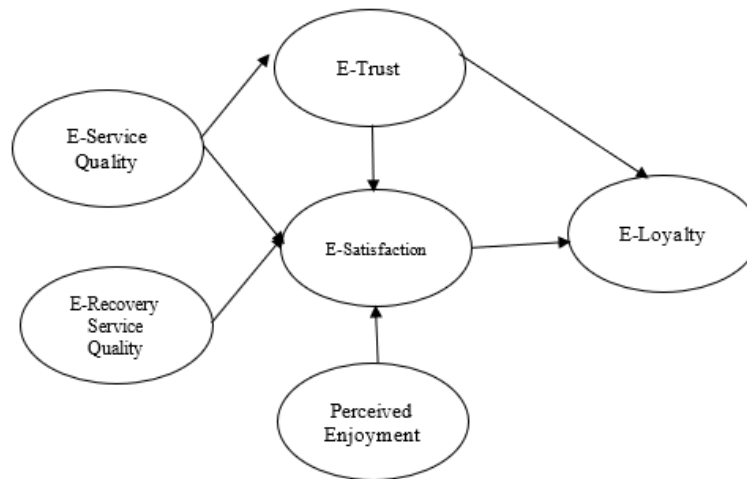 E-Trust
E-Service
Quality
E-Satisfaction
E-Loyalty
E-Recovery
Service
Quality
Perceived
Enjoyment